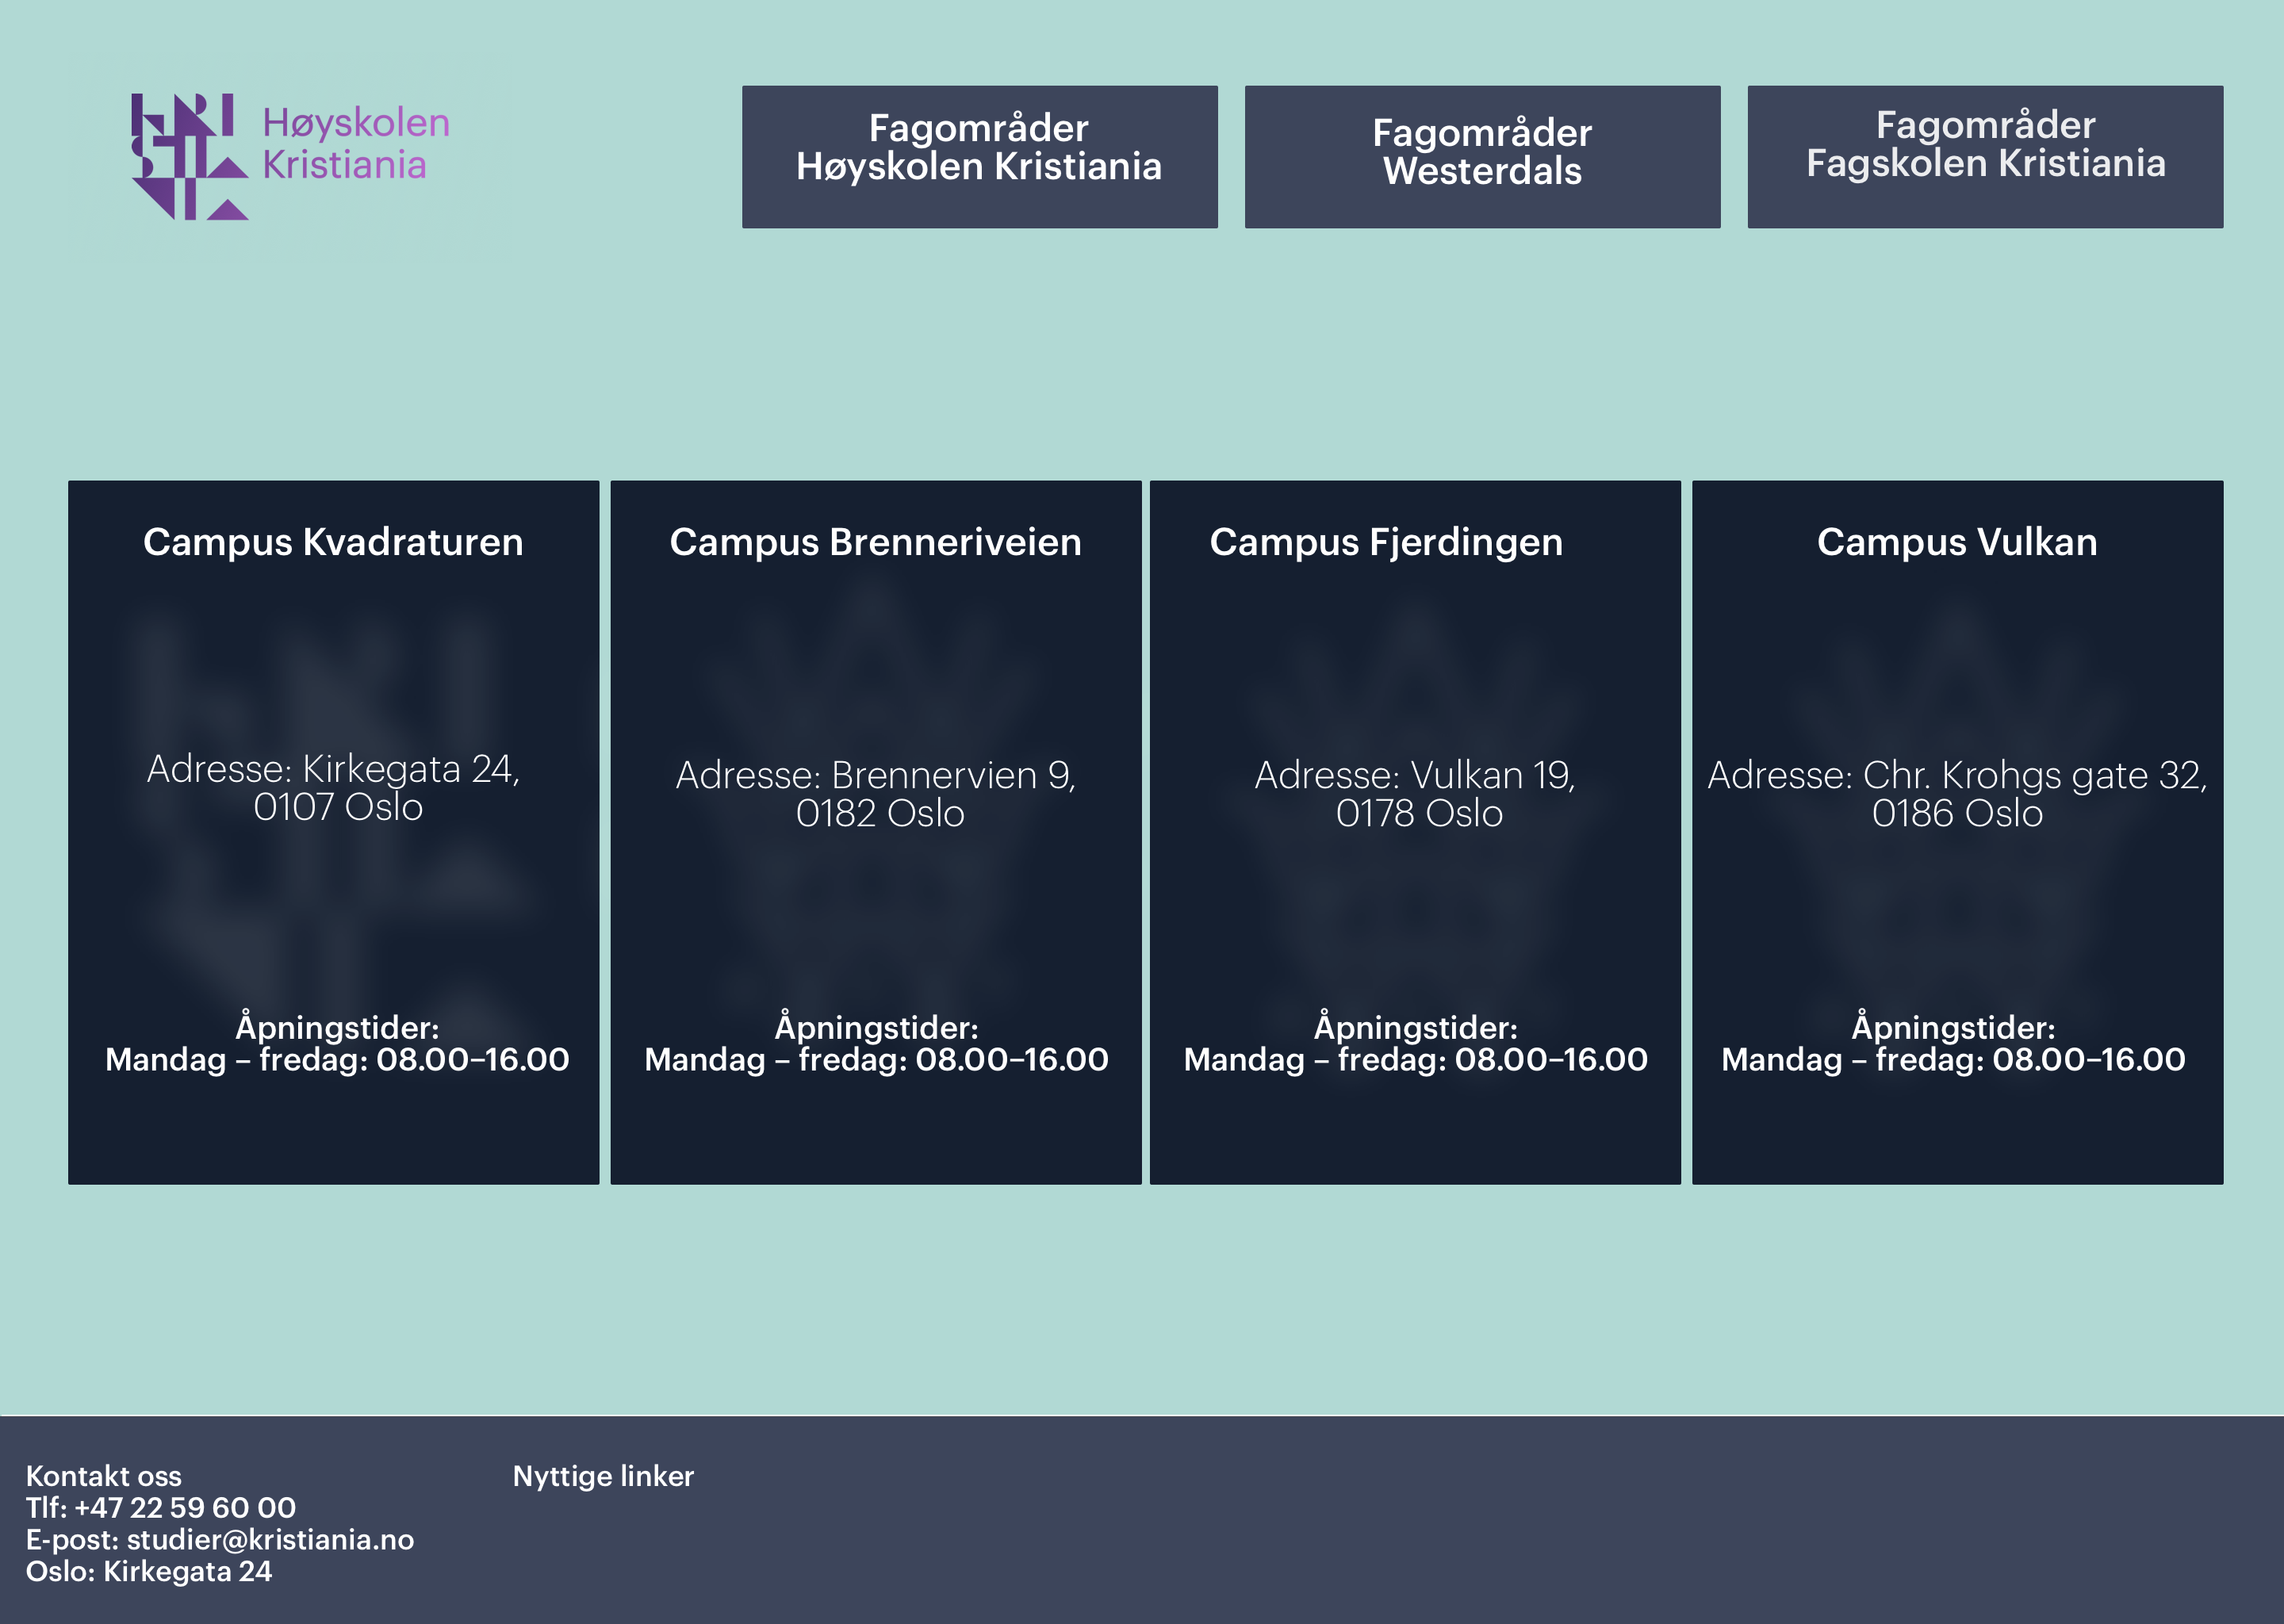 Høyskolen
Kristiania
Fagområder
Høyskolen Kristiania
Fagområder
Westerdals
Fagområder
Fagskolen Kristiania
Campus Kvadraturen
Adresse: Kirkegata 24,
0107 Oslo
Åpningstider:
Mandag – fredag: 08.00–16.00
Campus Brenneriveien
Adresse: Brennervien 9,
0182 Oslo
Åpningstider:
Mandag – fredag: 08.00–16.00
Campus Fjerdingen
Adresse: Vulkan 19,
0178 Oslo
Åpningstider:
Mandag – fredag: 08.00–16.00
Campus Vulkan
Adresse: Chr. Krohgs gate 32,
0186 Oslo
Åpningstider:
Mandag – fredag: 08.00–16.00
Kontakt oss
Tlf: +47 22 59 60 00
E-post: studier@kristiania.no
Oslo: Kirkegata 24
Nyttige linker